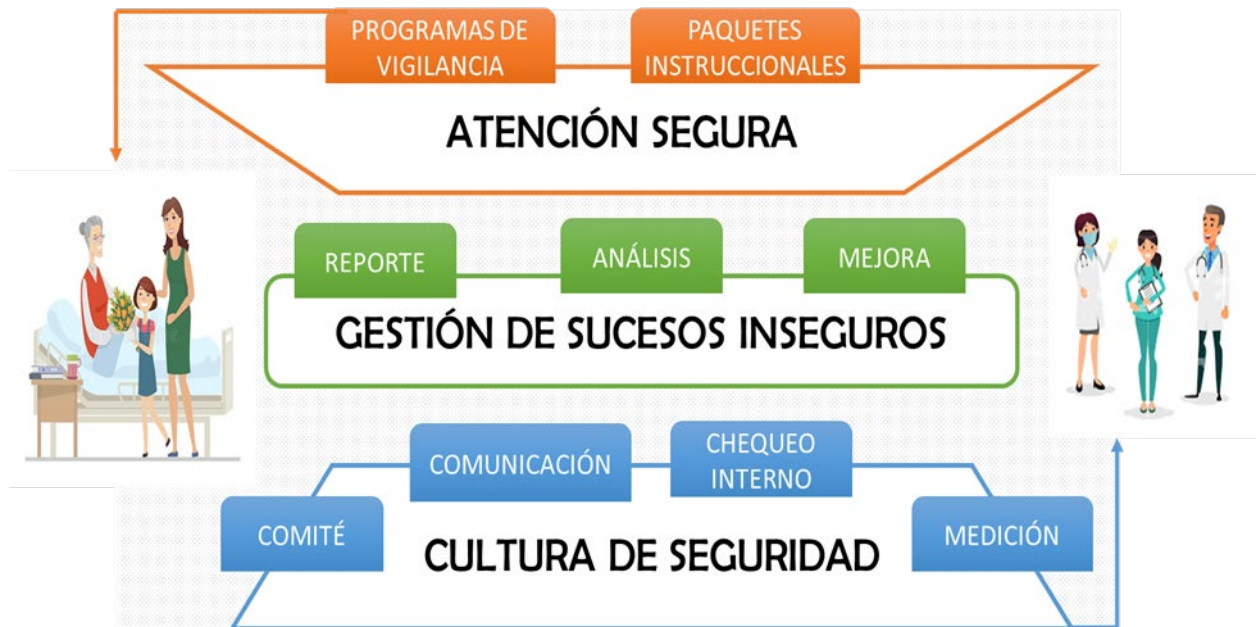 PROGRAMAS DE
VIGILANCIA
PAQUETES
INSTRUCCIONALES
ATENCIÓN SEGURA
REPORTE
ANÁLISIS
MEJORA
GESTIÓN DE SUCESOS INSEGUROS
COMUNICACIÓN
CHEQUEO
INTERNO
COMITÉ
MEDICIÓN
CULTURA DE SEGURIDAD